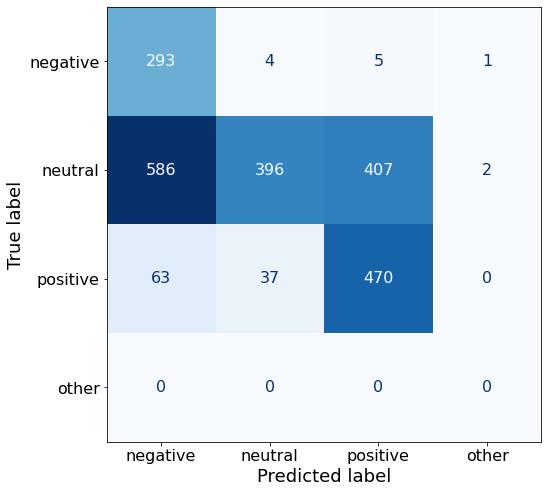 True label
negative 293 4 5 1
neutral 586 396 407 2
positive 63 37 470 0
other 0 0 0 0
negative neutral positive other
Predicted label